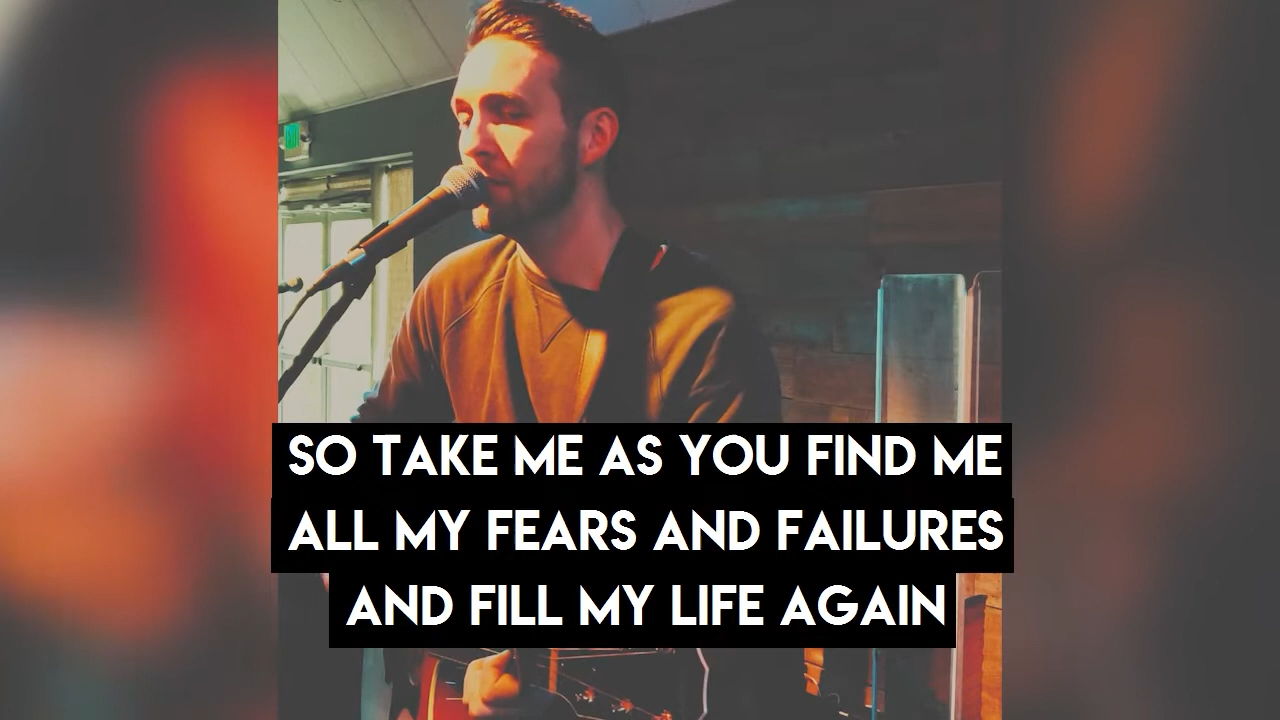 SO TAKE ME AS YOU FIND ME
ALL MY FEARS AND FAILURES
AND FILL MY LIFE AGAIN